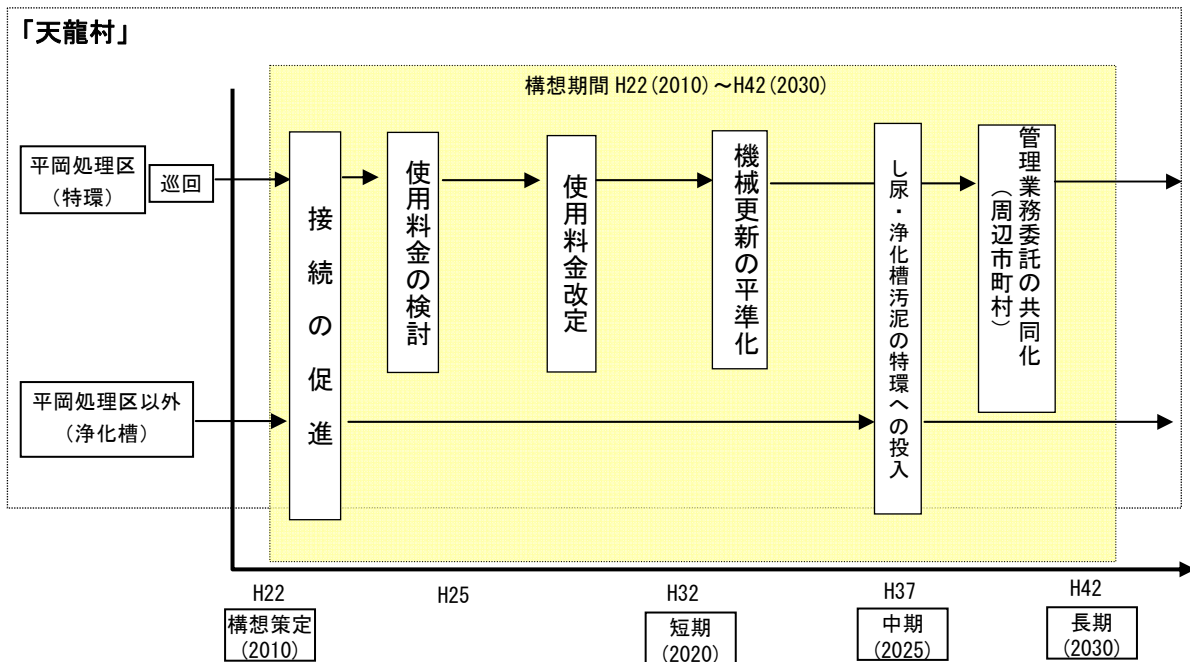 「天龍村」
構想期間 H22(2010)～H42(2030)
平岡処理区
（特環）
巡回
接続の促進
使用料金の検討
使用料金改定
機械更新の平準化
し尿・浄化槽汚泥の特環への投入
管理業務委託の共同化
（周辺市町村）
平岡処理区以外
（浄化槽）
H22
H25
H32
H37
H42
構想策定
(2010)
短期
(2020)
中期
(2025)
長期
(2030)